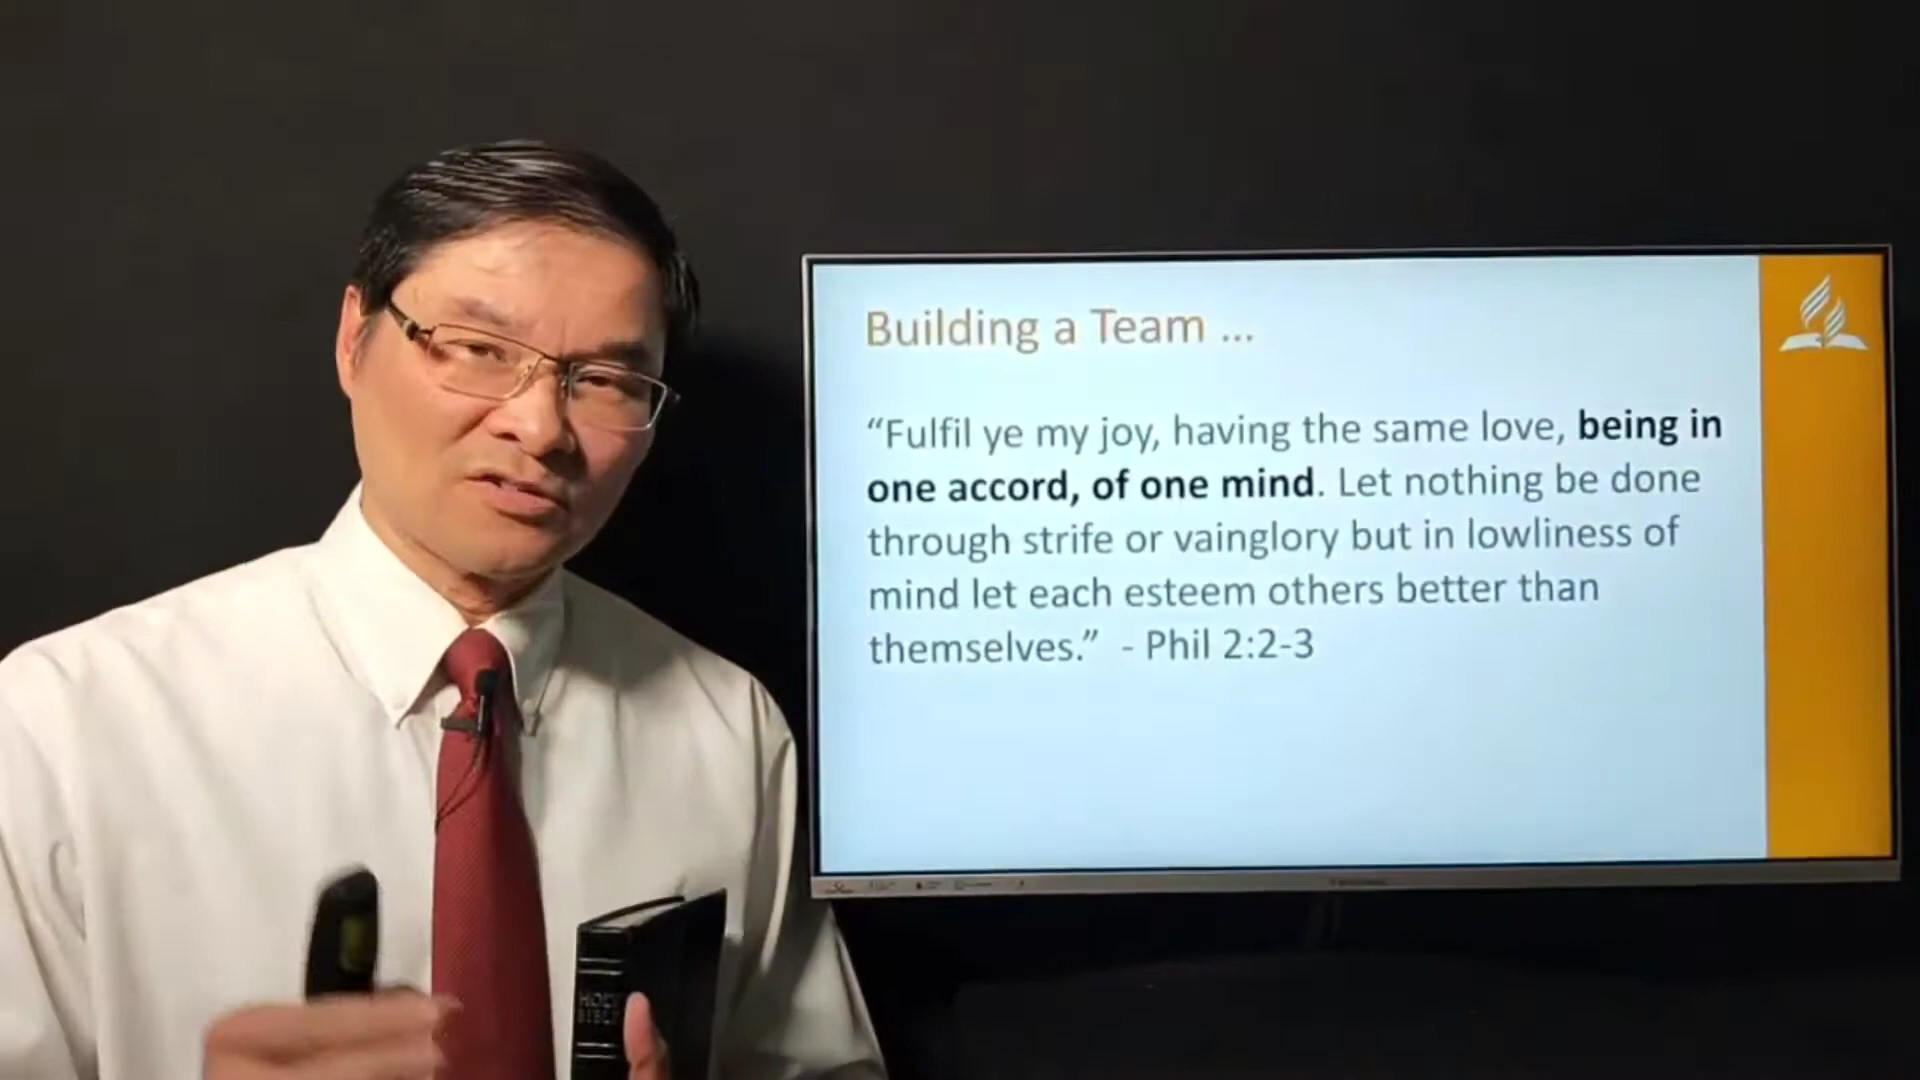 Building a Team ...
“Fulfil ye my joy, having the same love, being in
one accord, of one mind. Let nothing be done
through strife or vainglory but in lowliness of
mind let each esteem others better than
themselves.” - Phil 2:2-3
HOLY
BIBLE